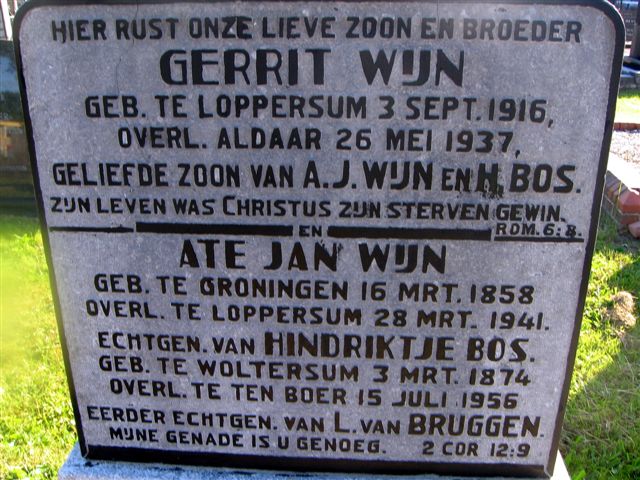 HIER RUST ONZE LIEVE ZOON EN BROEDER
GERRIT WIJN
GEB. TE LOPPERSUM 3 SEPT. 1916,
OVERL. ALDAAR 26 MEI 1937,
GELIEFDE ZOON VAN A.J. WIJN EN H. BOS.
ZIJN LEVEN WAS CHRISTUS ZIJN STERVEN GEWIN.
ROM. 6:8.
EN
ATE JAN WIJN
GEB. TE GRONINGEN 16 MRT. 1858
OVERL. TE LOPPERSUM 28 MRT. 1941.
ECHTGEN. VAN HINDRIKTJE BOS.
GEB. TE WOLTERSUM 3 MRT. 1874
OVERL. TE TEN BOER 15 JULI 1956
EERDER ECHTGEN. VAN L. VAN BRUGGEN.
MIJNE GENADE IS U GENOEG. 2 COR 12:9